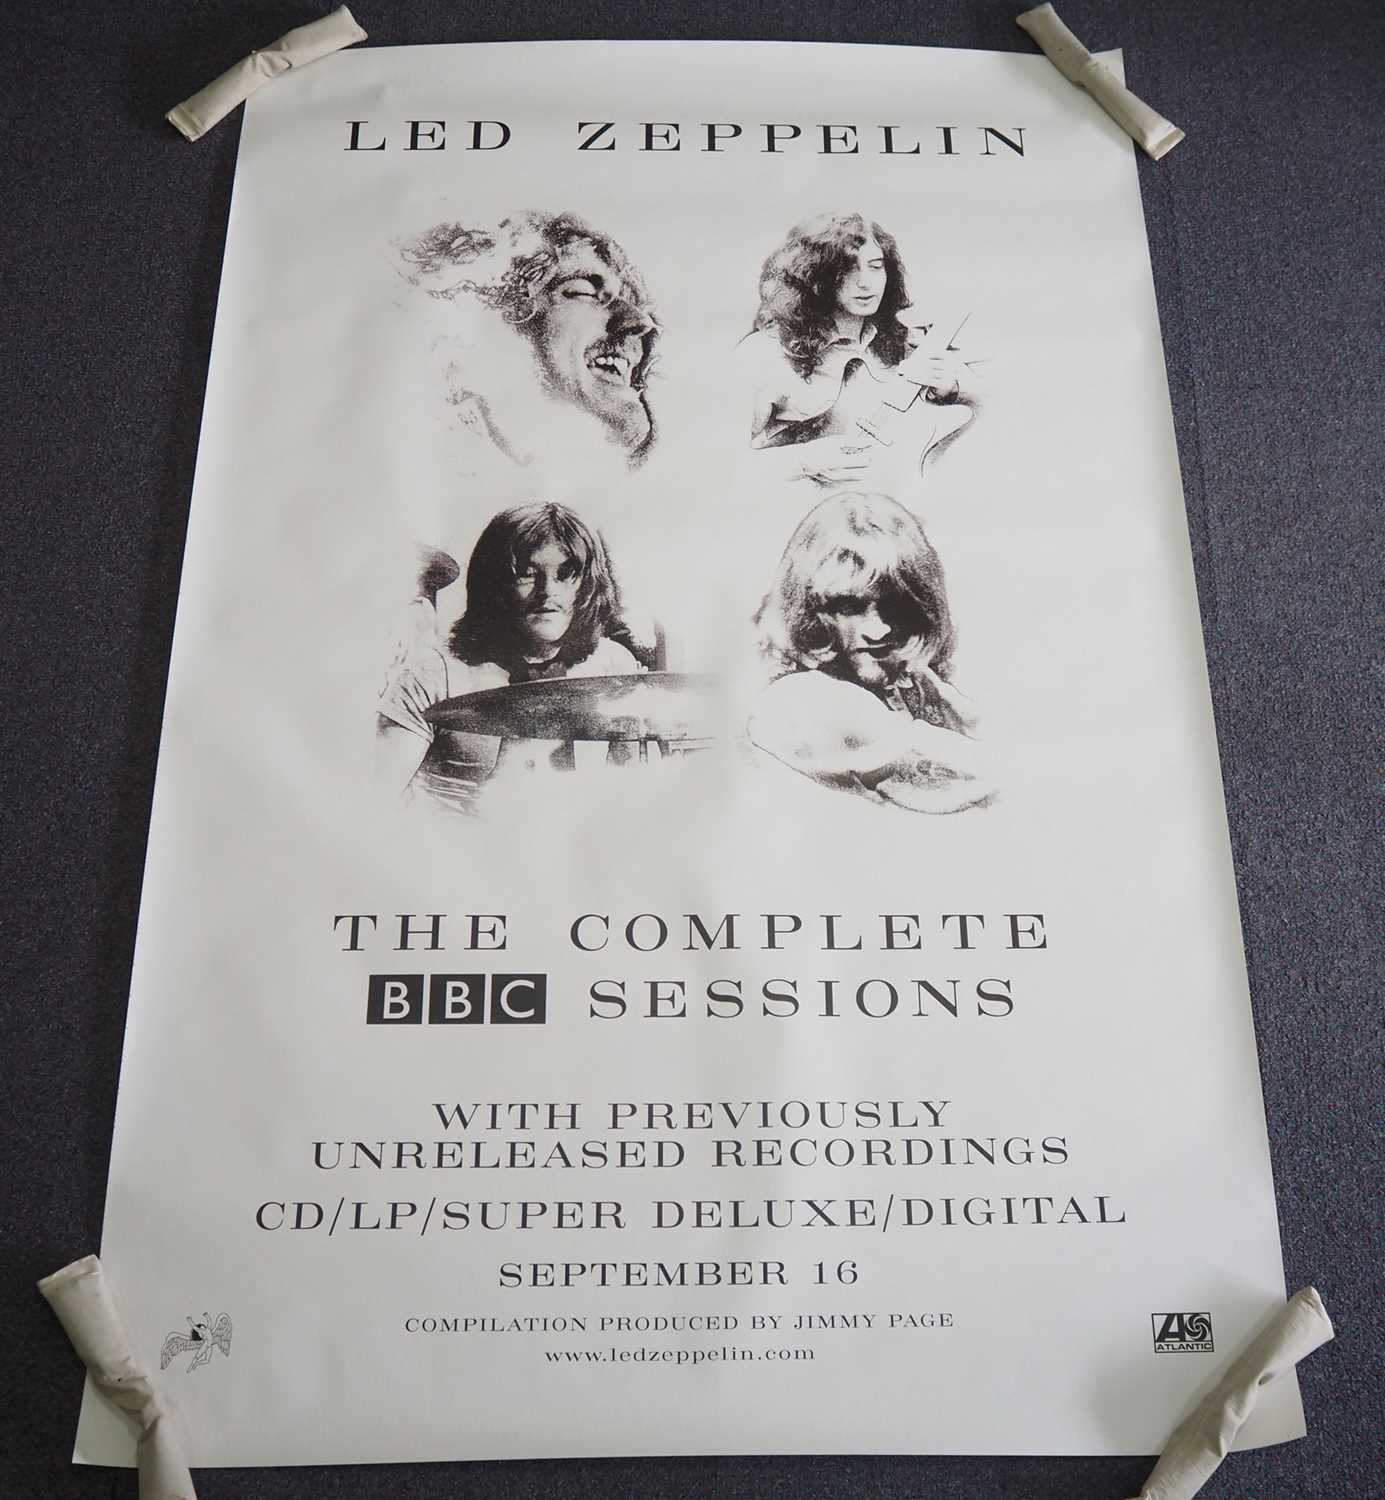 LED ZEPPELIN
THE COMPLETE
BBC SESSIONS
WITH PREVIOUSLY
UNRELEASED RECORDINGS
CD/LP/SUPER DELUXE/DIGITAL
SEPTEMBER 16
COMPILATION PRODUCED BY JIMMY PAGE
www.ledzeppelin.com
A
ATLANTIC